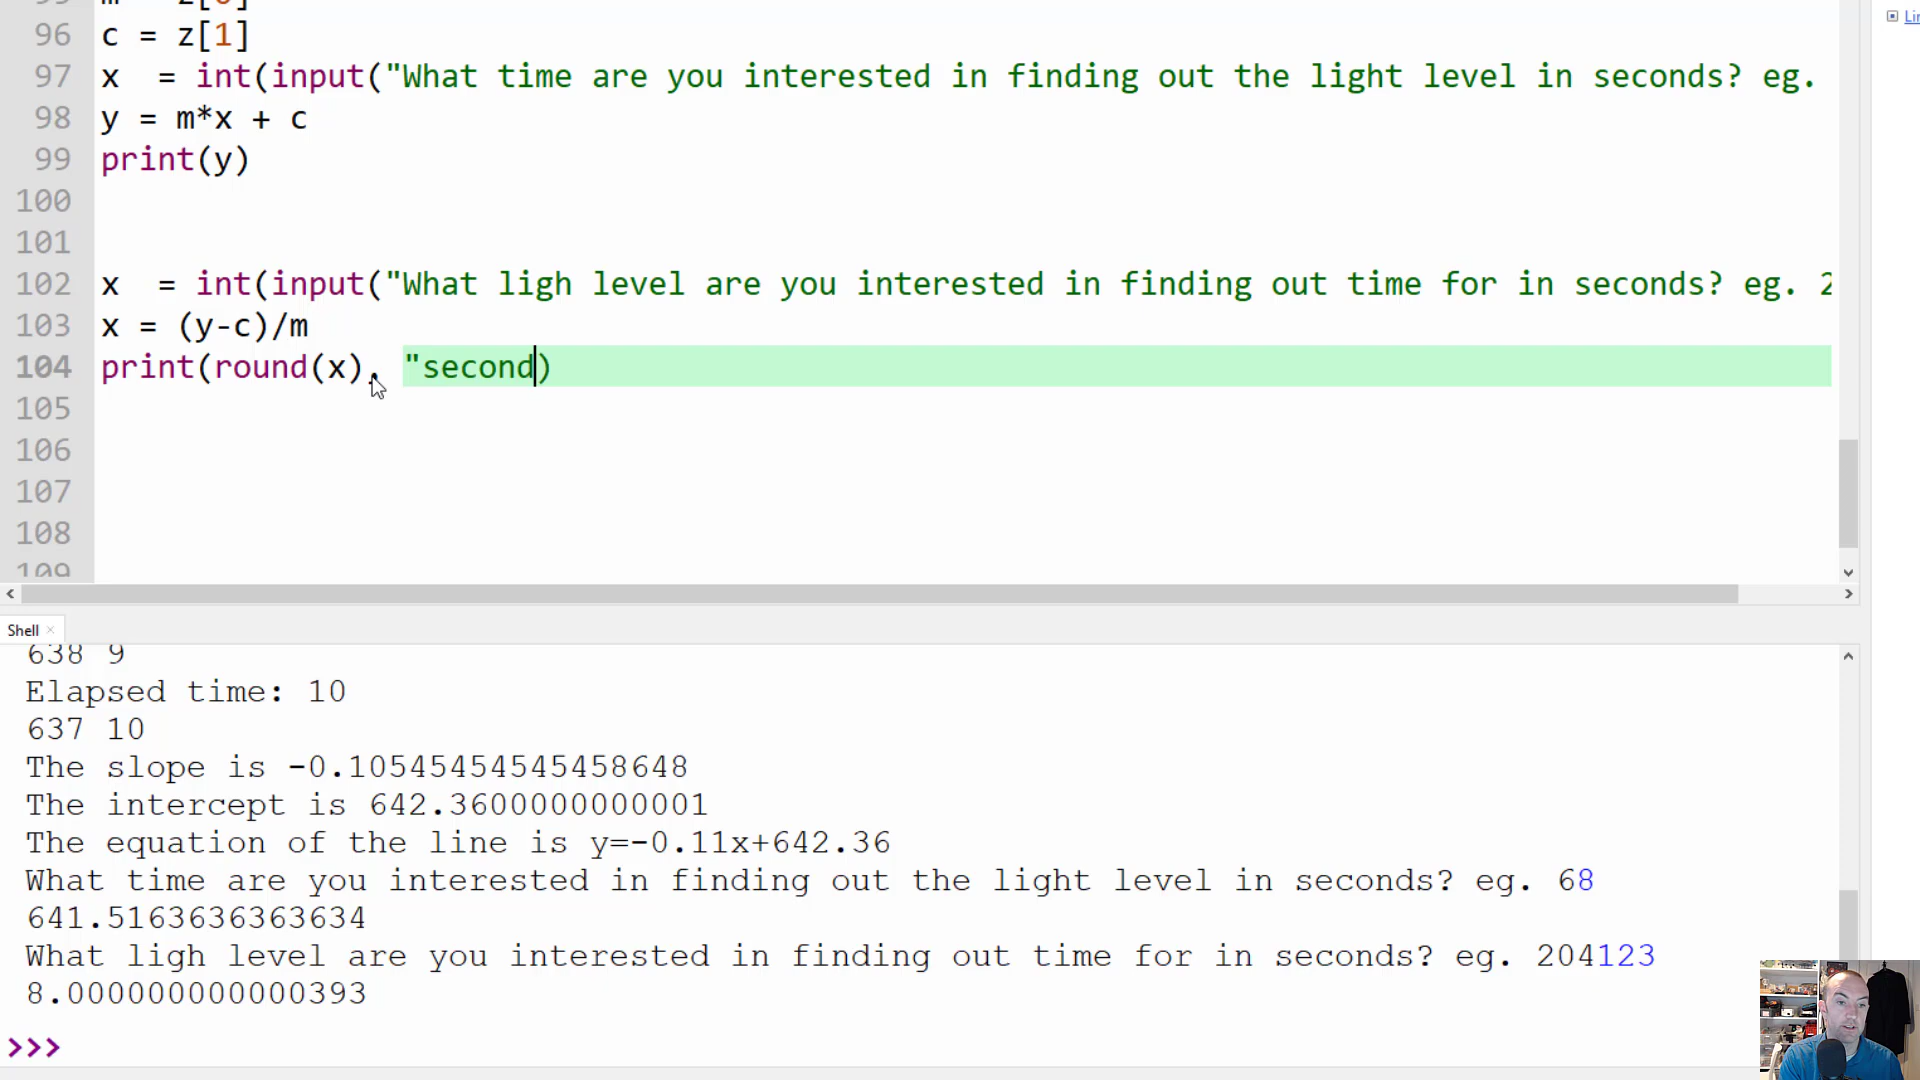 96 c = z[1]
97 x  = int(input("What time are you interested in finding out the light level in seconds? eg.
98 y = m*x + c
99 print(y)
100
101
102 x  = int(input("What ligh level are you interested in finding out time for in seconds? eg. 2
103 x = (y-c)/m
104 print(round(x), "second)
105
106
107
108
109
Shell
638 9
Elapsed time: 10
637 10
The slope is -0.10545454545458648
The intercept is 642.3600000000001
The equation of the line is y=-0.11x+642.36
What time are you interested in finding out the light level in seconds? eg. 68
641.5163636363634
What ligh level are you interested in finding out time for in seconds? eg. 204123
8.000000000000393
>>>